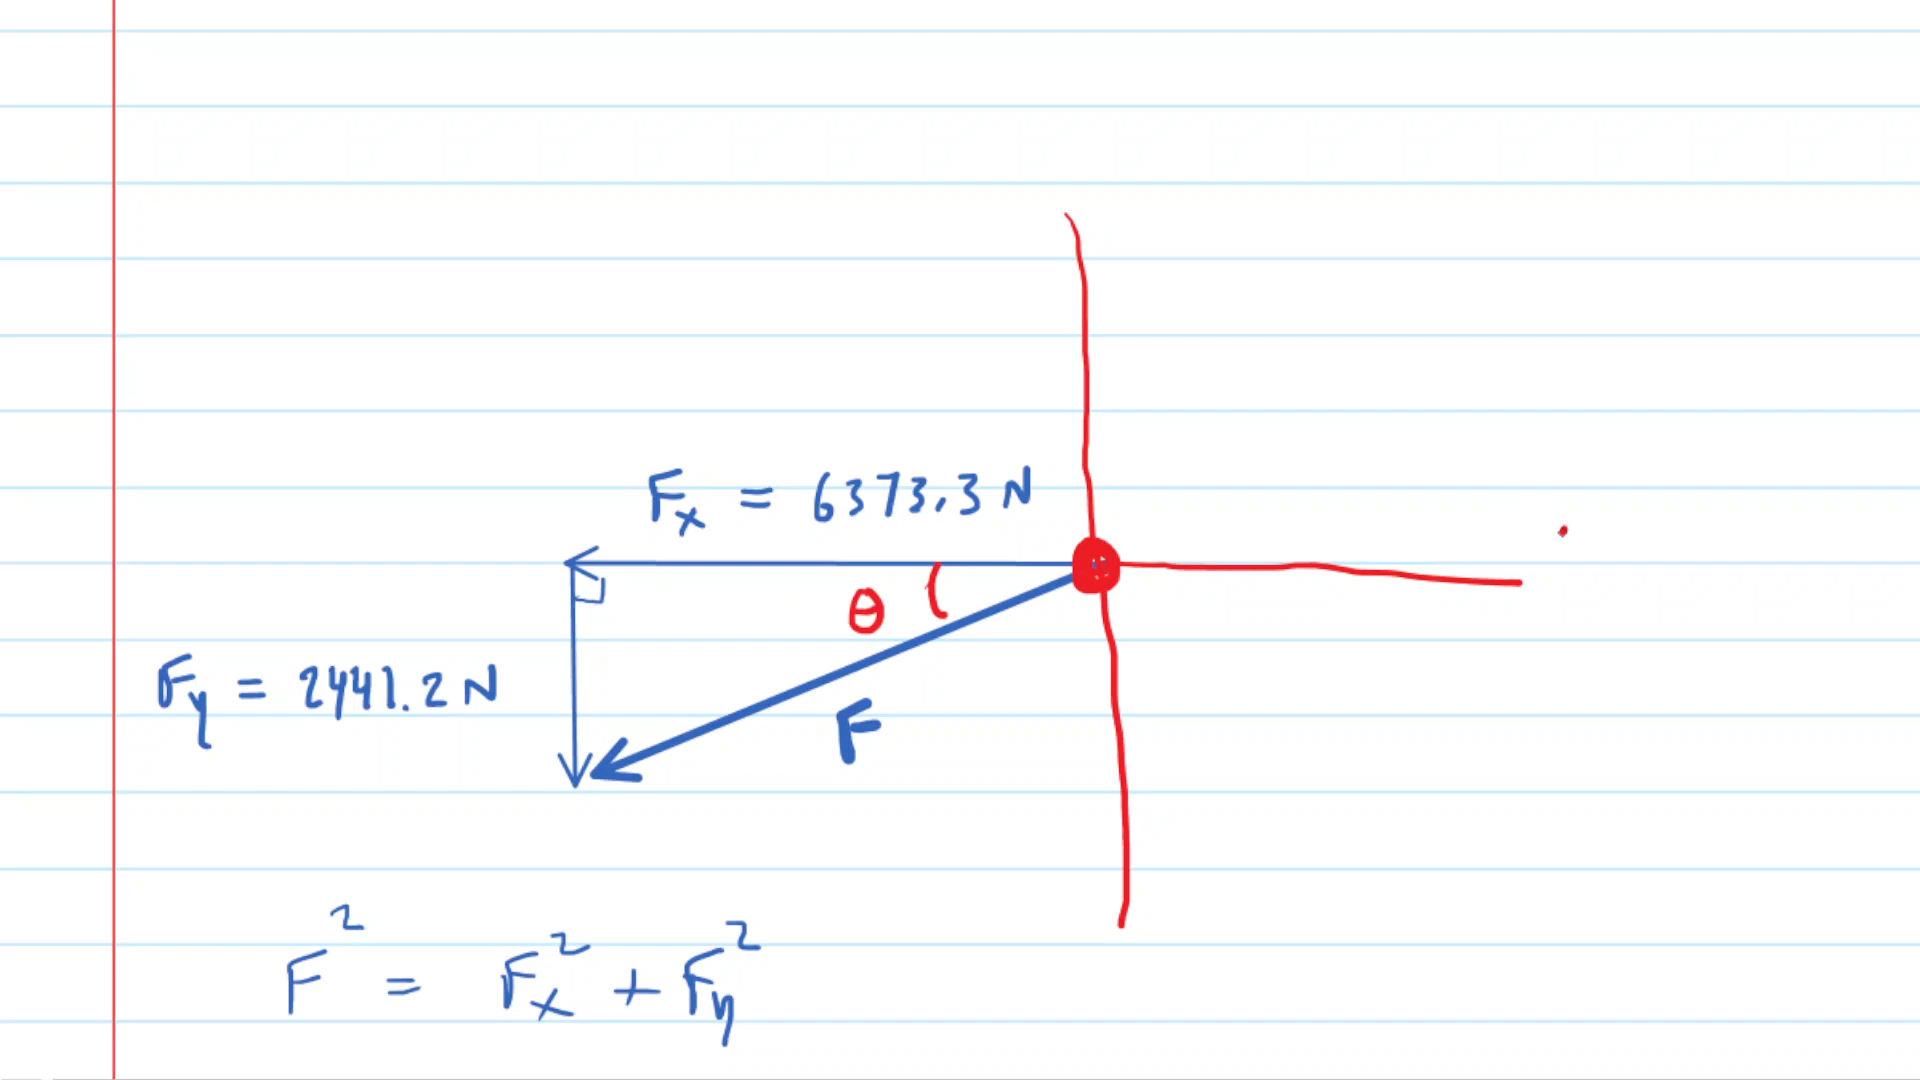 Fx = 6373.3 N
θ
Fy = 2441.2 N
F
F² = Fx² + Fy²